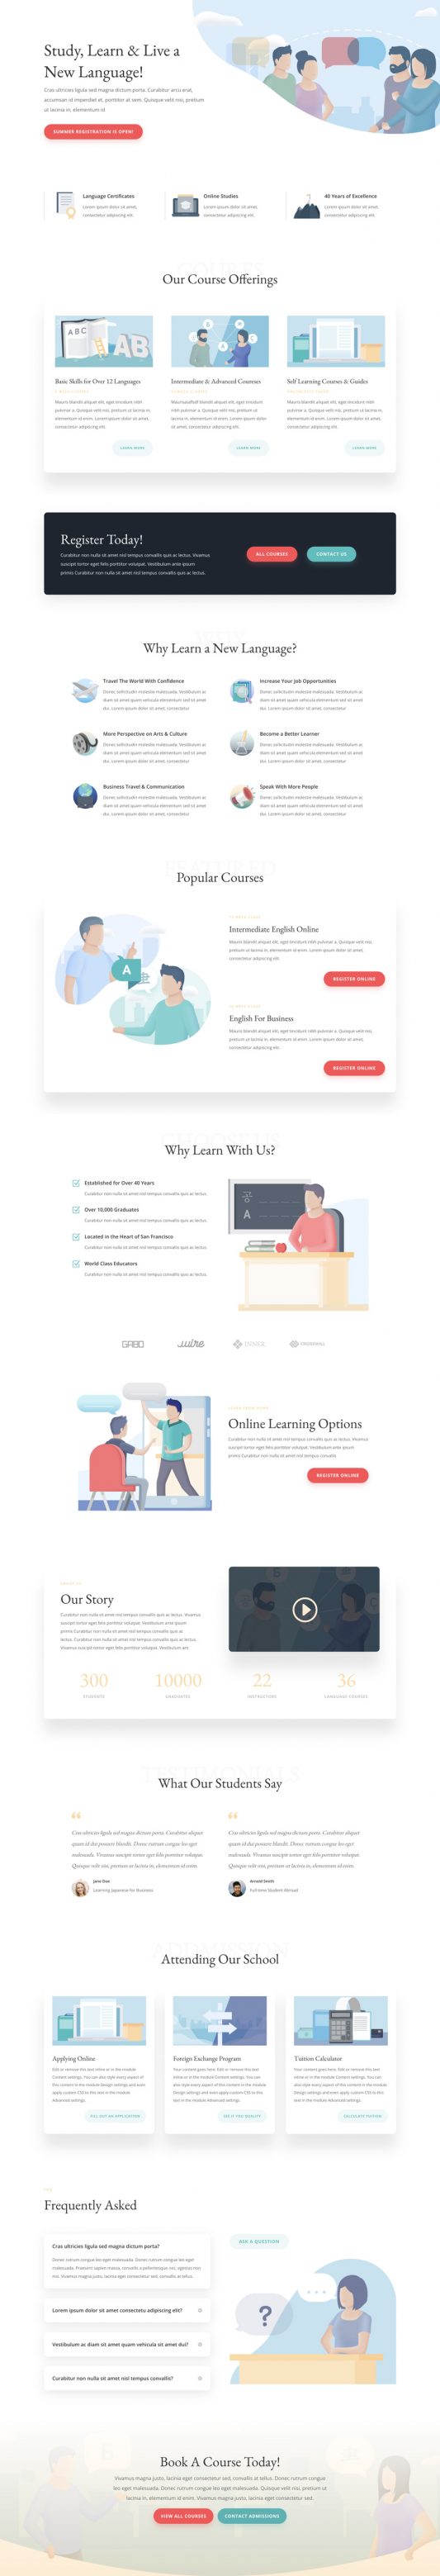 Study, Learn & Live a
New Language!
Cras ultricies ligula sed magna dictum porta. Curabitur arcu erat,
accumsan id imperdiet et, porttitor at sem. Quisque velit nisi, pretium ut
lacinia in, elementum id
SUMMER REGISTRATION IS OPEN!
Language Certificates
Lorem ipsum dolor sit amet,
consectetur adipiscing elit.
Online Studies
Lorem ipsum dolor sit amet,
consectetur adipiscing elit.
40 Years of Excellence
Lorem ipsum dolor sit amet,
consectetur adipiscing elit.
Our Course Offerings
ABC
AB
Basic Skills for Over 12 Languages
Mauris blandit aliquet elit, eget tincidunt
nibh pulvinar a. Quisque velit nisi, pretium ut
lacinia in, elementum id enim. Lorem ipsum dolor sit amet,
consectetur adipiscing elit.
LEARN MORE
Intermediate & Advanced Courses
blandit aliquet elit, eget tincidunt
nibh pulvinar a. Quisque velit nisi, pretium ut
lacinia in, elementum id enim. Lorem ipsum dolor
sit amet, consectetur adipiscing elit.
LEARN MORE
Self Learning Courses & Guides
Mauris blandit aliquet elit, eget tincidunt nibh
pulvinar a. Quisque velit nisi, pretium ut lacinia in,
elementum id enim. Lorem ipsum dolor sit amet,
consectetur adipiscing elit.
LEARN MORE
Register Today!
Curabitur non nulla sit amet nisl tempus convallis quis ac lectus. Vivamus
suscipit tortor eget felis porttitor volutpat. Vestibulum ante ipsum
primis Curabitur non nulla sit amet nisl tempus convallis quis ac lectus.
ALL COURSES
CONTACT US
WHY
Why Learn a New Language?
Travel The World With Confidence
Donec sollicitudin molestie malesuada. Vestibulum ac
diam sit amet quam vehicula elementum sed sit amet
dui. Lorem ipsum dolor sit amet, consectetur
Increase Your Job Opportunities
Donec sollicitudin molestie malesuada. Vestibulum ac
diam sit amet quam vehicula elementum sed sit amet
dui. Lorem ipsum dolor sit amet, consectetur
More Perspective on Arts & Culture
Donec sollicitudin molestie malesuada. Vestibulum ac
diam sit amet quam vehicula elementum sed sit amet
dui. Lorem ipsum dolor sit amet, consectetur
Become a Better Learner
Donec sollicitudin molestie malesuada. Vestibulum ac
diam sit amet quam vehicula elementum sed sit amet
dui. Lorem ipsum dolor sit amet, consectetur
Business Travel & Communication
Donec sollicitudin molestie malesuada. Vestibulum ac
diam sit amet quam vehicula elementum sed sit amet
dui. Lorem ipsum dolor sit amet, consectetur
Speak With More People
Donec sollicitudin molestie malesuada. Vestibulum ac
diam sit amet quam vehicula elementum sed sit amet
dui. Lorem ipsum dolor sit amet, consectetur
FEATURED
Popular Courses
A
Intermediate English Online
Mauris blandit aliquet elit, eget tincidunt nibh pulvinar a. Quisque velit nisi,
pretium ut lacinia in, elementum id enim. Lorem ipsum dolor sit amet,
consectetur adipiscing elit.
REGISTER ONLINE
English For Business
Mauris blandit aliquet elit, eget tincidunt nibh pulvinar a. Quisque velit nisi,
pretium ut lacinia in, elementum id enim. Lorem ipsum dolor sit amet,
consectetur adipiscing elit.
REGISTER ONLINE
Why Learn With Us?
Established for Over 40 Years
Curabitur non nulla sit amet nisl tempus convallis quis ac lectus.
Over 10,000 Graduates
Curabitur non nulla sit amet nisl tempus convallis quis ac lectus.
Located in the Heart of San Francisco
Curabitur non nulla sit amet nisl tempus convallis quis ac lectus.
World Class Educators
Curabitur non nulla sit amet nisl tempus convallis quis ac lectus.
A
INNER
Online Learning Options
Curabitur non nulla sit amet nisl tempus convallis quis ac lectus. Vivamus
suscipit tortor eget felis porttitor volutpat. Vestibulum ante ipsum
primis Curabitur non nulla sit amet nisl tempus convallis
REGISTER ONLINE
Our Story
Curabitur non nulla sit amet nisl tempus convallis quis ac lectus. Vivamus
suscipit tortor eget felis porttitor volutpat. Vestibulum ante ipsum
primis Curabitur non nulla sit amet nisl tempus convallis quis ac
lectus. Curabitur non nulla sit amet nisl tempus convallis quis ac
lectus. Vivamus suscipit tortor eget felis porttitor volutpat. Vestibulum ant
300
STUDENTS
10000
GRADUATES
22
INSTRUCTORS
36
LANGUAGE COURSES
TESTIMONIALS
What Our Students Say
Cras ultricies ligula sed magna dictum porta. Curabitur aliquet
quam id dui posuere blandit. Donec rutrum congue leo eget
malesuada. Vivamus suscipit tortor eget felis porttitor volutpat.
Quisque velit nisi, pretium ut lacinia in, elementum id enim.
Jane Doe
Learning Japanese for Business
Cras ultricies ligula sed magna dictum porta. Curabitur aliquet
quam id dui posuere blandit. Donec rutrum congue leo eget
malesuada. Vivamus suscipit tortor eget felis porttitor volutpat.
Quisque velit nisi, pretium ut lacinia in, elementum id enim.
Arnold Smith
Full-time Student Abroad
Attending Our School
Applying Online
Edit or remove this text inline or in the module
Content settings. You can also style every aspect of
this content in the module Design settings and even
apply custom CSS to this text in the module
Advanced settings.
FILL OUT AN APPLICATION
Foreign Exchange Program
Your content goes here. Edit or remove this text
inline or in the module Content settings. You can
also style every aspect of this content in the module
Design settings and even apply custom CSS to this
text in the module Advanced settings.
SEE IF YOU QUALIFY
Tuition Calculator
Your content goes here. Edit or remove this text
inline or in the module Content settings. You can
also style every aspect of this content in the module
Design settings and even apply custom CSS to this
text in the module Advanced settings.
CALCULATE TUITION
Frequently Asked
Cras ultricies ligula sed magna dictum porta?
Donec rutrum congue leo eget malesuada. Donec rutrum congue leo eget
malesuada. Praesent sapien massa, convallis a pellentesque nec, egestas non
nisi. Vivamus magna justo, lacinia eget consectetur sed, convallis at tellus.
Lorem ipsum dolor sit amet consectetu adipiscing elit?
Vestibulum ac diam sit amet quam vehicula sit amet dui?
Curabitur non nulla sit amet nisl tempus convallis?
ASK A QUESTION
?
Book A Course Today!
Vivamus magna justo, lacinia eget consectetur sed, convallis at tellus. Donec rutrum congue
leo eget malesuada. Donec rutrum congue leo eget malesuada. Quisque velit nisi, pretium ut
lacinia in, elementum id enim. Vivamus magna justo, lacinia eget consectetur sed.
VIEW ALL COURSES
CONTACT ADMISSIONS